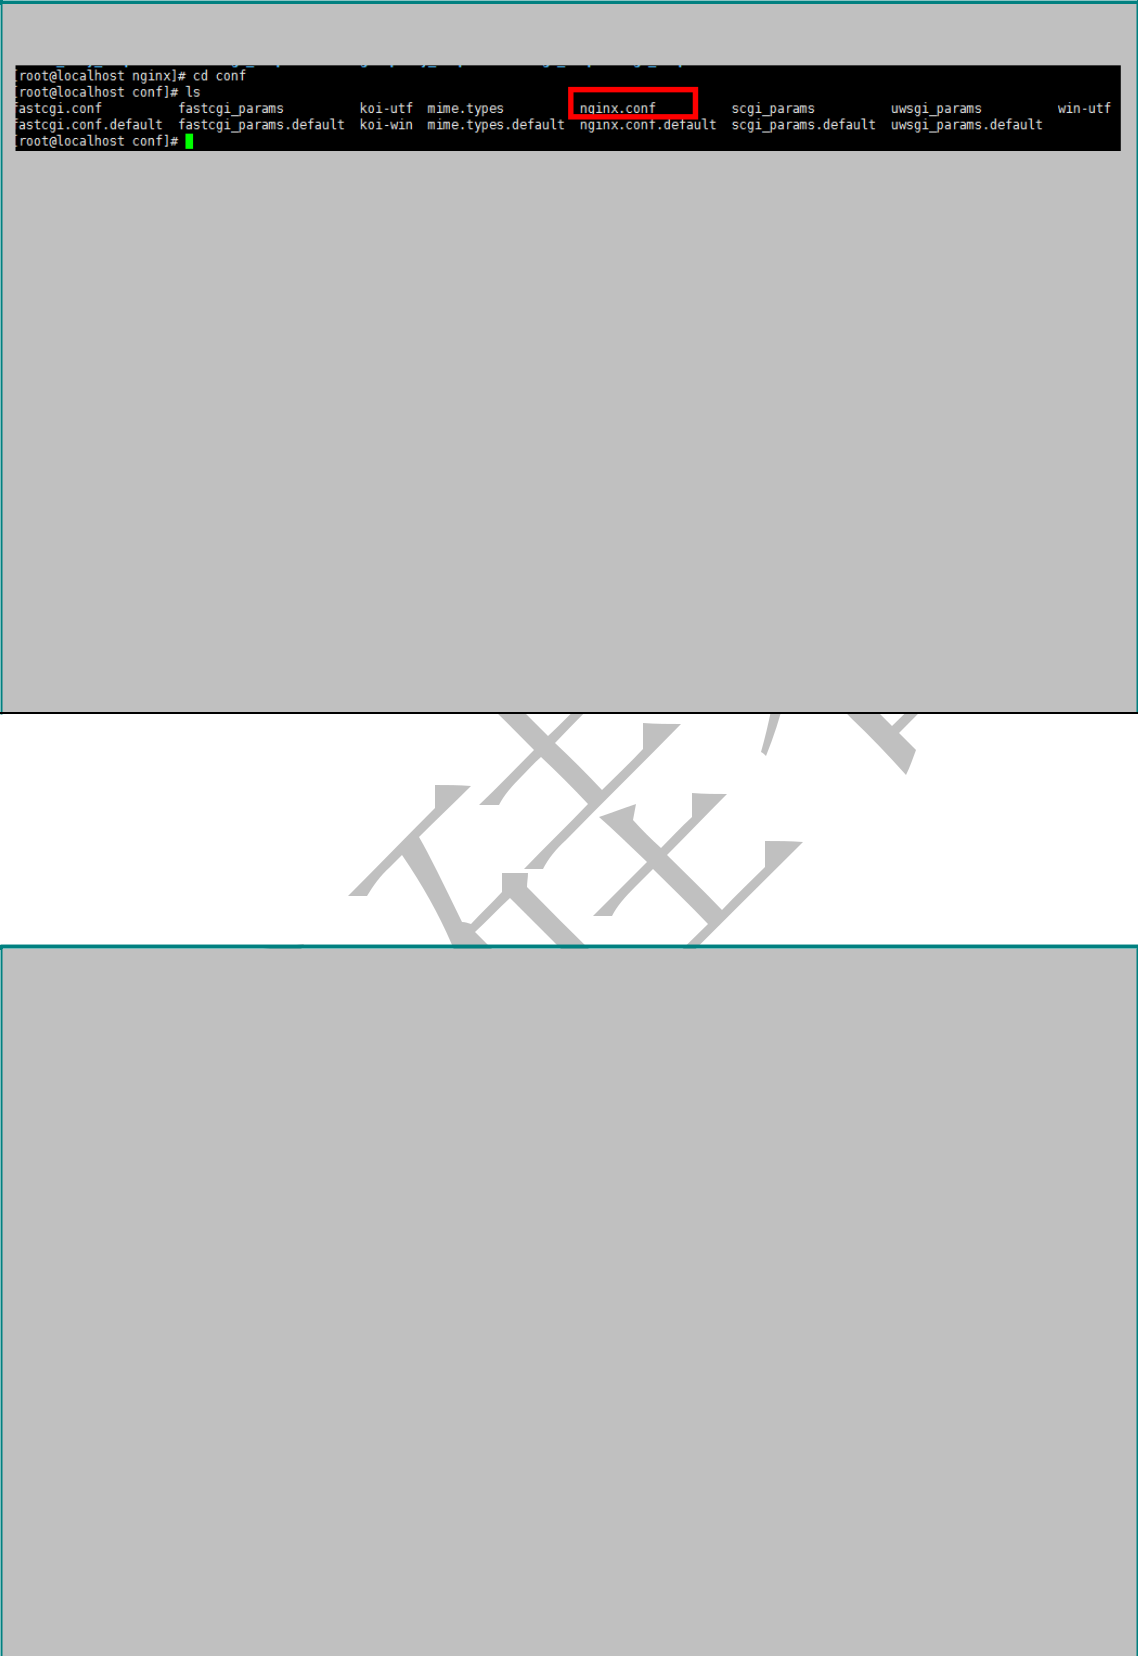 [root@localhost nginx]# cd conf
[root@localhost conf]# ls
fastcgi.conf fastcgi_params koi-utf mime.types nginx.conf scgi_params uwsgi_params win-utf
fastcgi.conf.default fastcgi_params.default koi-win mime.types.default nginx.conf.default scgi_params.default uwsgi_params.default
[root@localhost conf]#